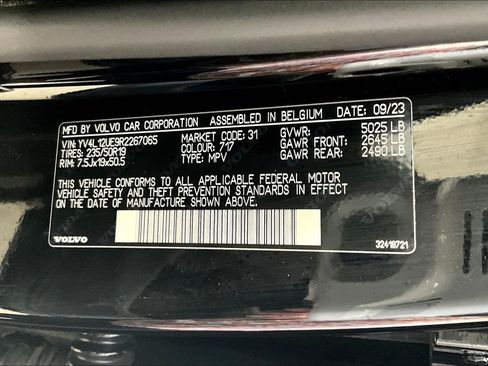 MFD BY VOLVO CAR CORPORATION ASSEMBLED IN BELGIUM DATE: 09/23
VIN: YV4L12UE9R2267065 MARKET CODE: 31 GVWR: 5025 LB
TIRES: 235/50R19 COLOUR: 717 GAWR FRONT: 2645 LB
RIM: 7.5Jx19x50.5 TYPE: MPV GAWR REAR: 2490 LB
THIS VEHICLE CONFORMS TO ALL APPLICABLE FEDERAL MOTOR
VEHICLE SAFETY AND THEFT PREVENTION STANDARDS IN EFFECT ON
THE DATE OF MANUFACTURE SHOWN ABOVE.
VOLVO 32418721